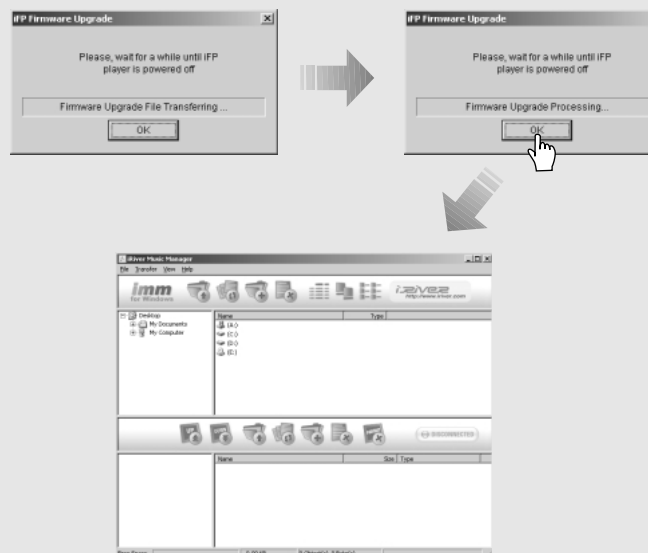 iFP Firmware Upgrade
Please, wait for a while until iFP
player is powered off
Firmware Upgrade File Transferring ...
OK
iFP Firmware Upgrade
Please, wait for a while until iFP
player is powered off
Firmware Upgrade Processing...
OK
iRiver Music Manager
File Transfer View Help
imm
for Windows
iRiver
http://www.iriver.com
Desktop
My Documents
My Computer
Name Type
(A:)
(C:)
(D:)
(E:)
DISCONNECTED
Name Size Type